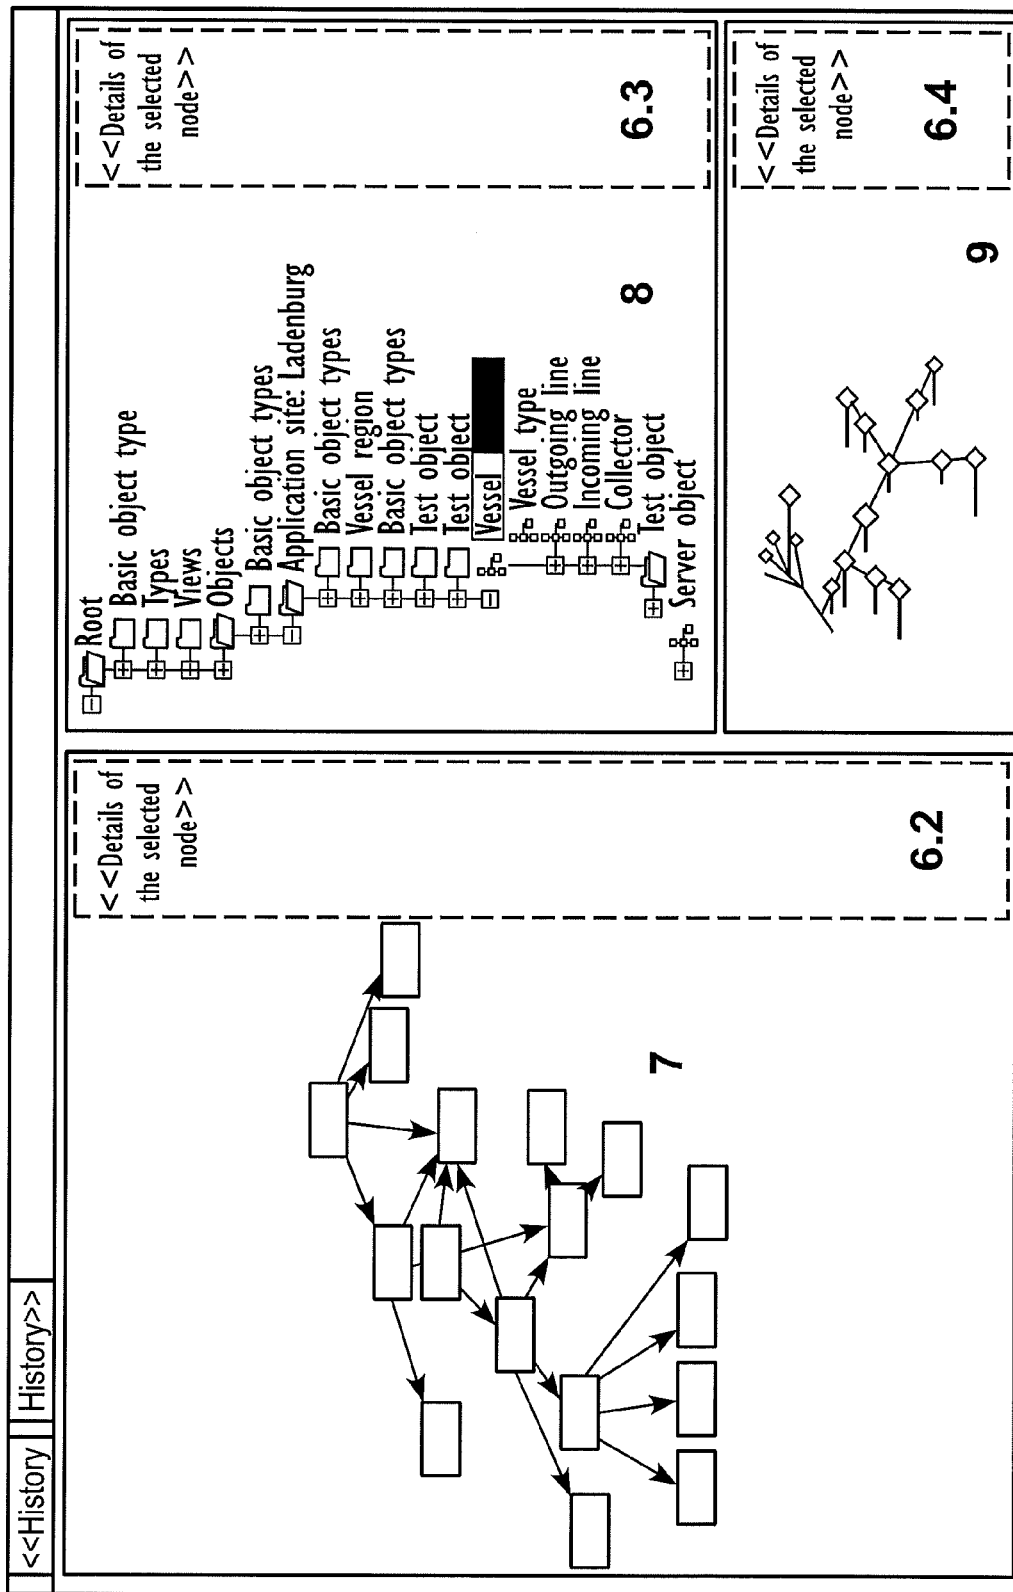 <<History
History>>
<<Details of
the selected
node>>
6.2
7
Root
Basic object type
Types
Views
Objects
Basic object types
Application site: Ladenburg
Basic object types
Vessel region
Basic object types
Test object
Test object
Vessel
Vessel type
Outgoing line
Incoming line
Collector
Test object
Server object
8
<<Details of
the selected
node>>
6.3
9
<<Details of
the selected
node>>
6.4